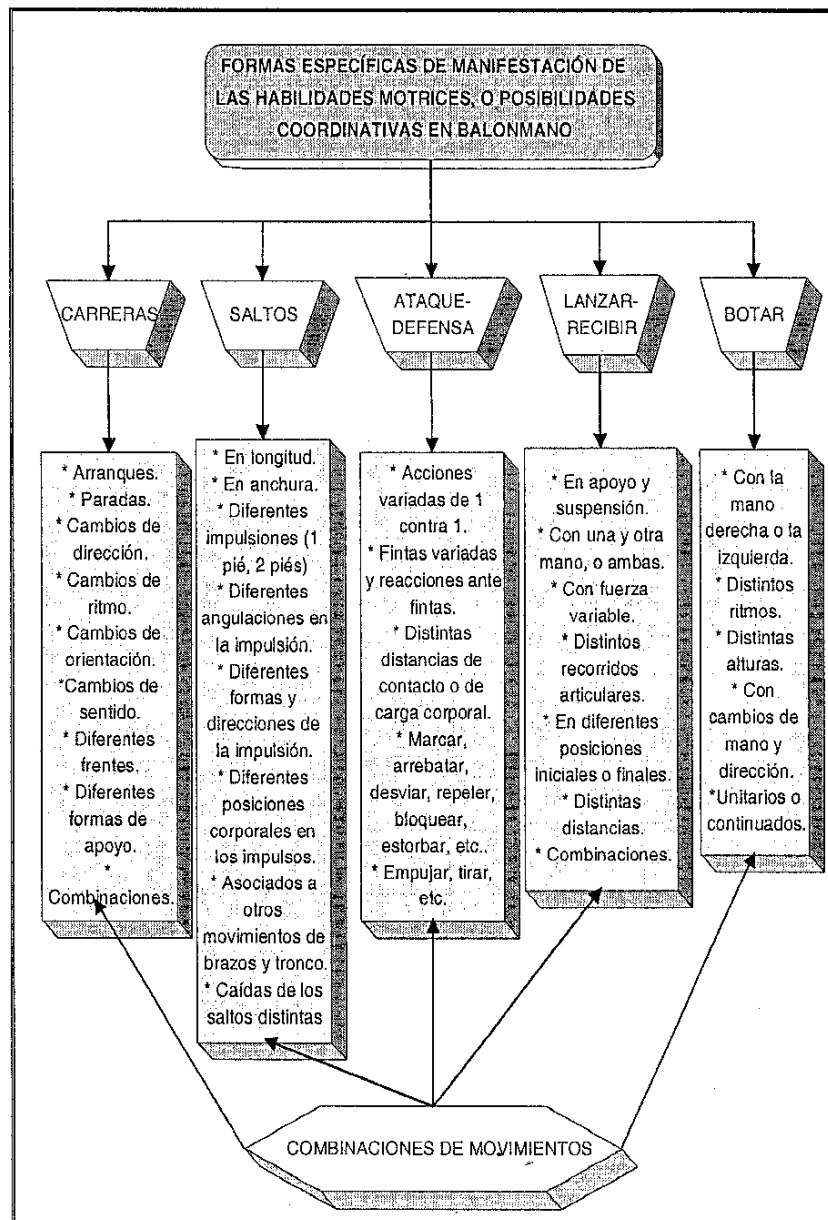 FORMAS ESPECÍFICAS DE MANIFESTACIÓN DE
LAS HABILIDADES MOTRICES, O POSIBILIDADES
COORDINATIVAS EN BALONMANO
CARRERAS
SALTOS
ATAQUE-
DEFENSA
LANZAR-
RECIBIR
BOTAR
* Arranques.
* Paradas.
* Cambios de
dirección.
* Cambios de
ritmo.
* Cambios de
orientación.
*Cambios de
sentido.
* Diferentes
frentes.
* Diferentes
formas de
apoyo.
*
Combinaciones.
* En longitud.
* En anchura.
* Diferentes
impulsiones (1
pié, 2 piés)
* Diferentes
angulaciones en
la impulsión.
* Diferentes
formas y
direcciones de
la impulsión.
* Diferentes
posiciones
corporales en
los impulsos.
* Asociados a
otros
movimientos de
brazos y tronco.
* Caídas de los
saltos distintas
* Acciones
variadas de 1
contra 1.
* Fintas variadas
y reacciones ante
fintas.
* Distintas
distancias de
contacto o de
carga corporal.
* Marcar,
arrebatar,
desviar, repeler,
bloquear,
estorbar, etc..
* Empujar, tirar,
etc.
* En apoyo y
suspensión.
* Con una y otra
mano, o ambas.
* Con fuerza
variable.
* Distintos
recorridos
articulares.
* En diferentes
posiciones
iniciales o finales.
* Distintas
distancias.
* Combinaciones.
* Con la
mano
derecha o la
izquierda.
* Distintos
ritmos.
* Distintas
alturas.
* Con
cambios de
mano y
dirección.
*Unitarios o
continuados.
COMBINACIONES DE MOVIMIENTOS